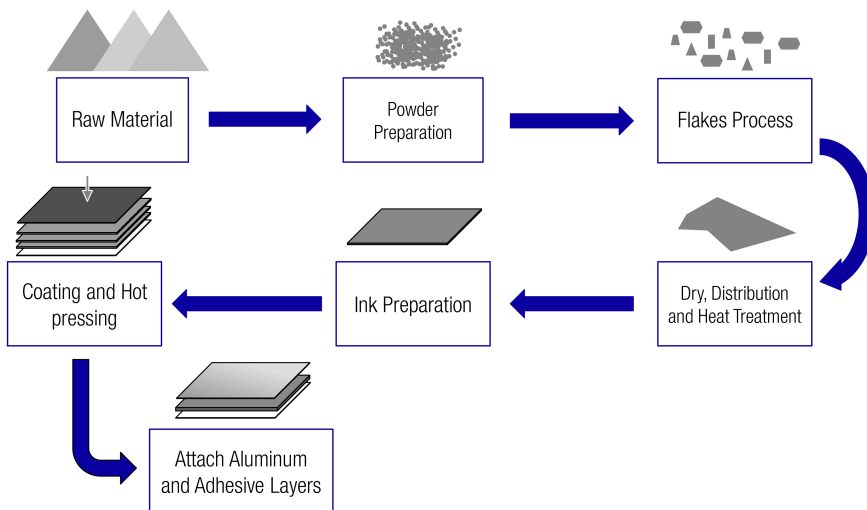 Raw Material
Powder
Preparation
Flakes Process
Dry, Distribution
and Heat Treatment
Ink Preparation
Coating and Hot
pressing
Attach Aluminum
and Adhesive Layers